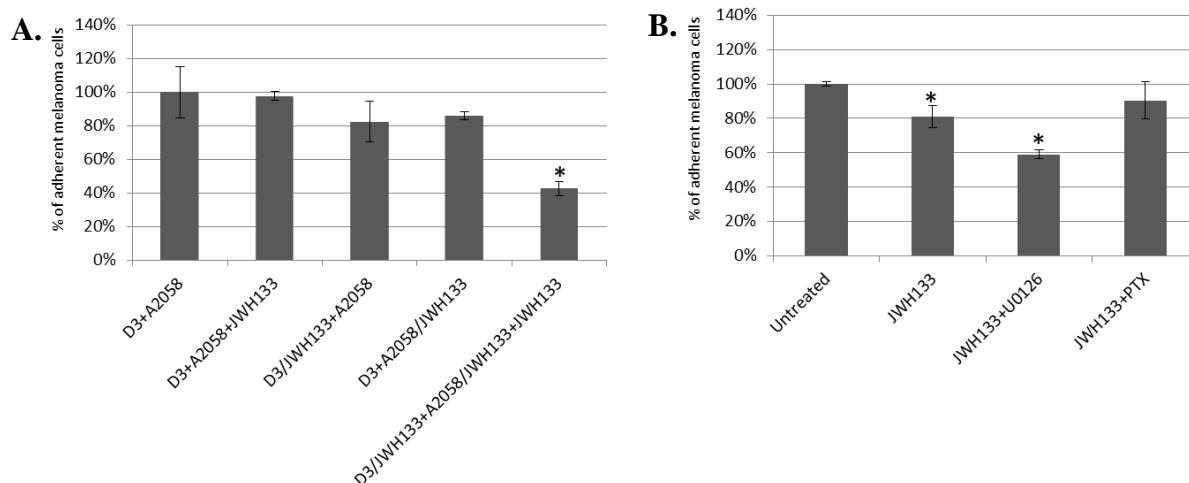 A.
% of adherent melanoma cells
140%
120%
100%
80%
60%
40%
20%
0%
*
D3+A2058
D3+A2058+JWH133
D3/JWH133+A2058
D3+A2058/JWH133
D3/JWH133+A2058/JWH133+JWH133
B.
% of adherent melanoma cells
140%
120%
100%
80%
60%
40%
20%
0%
*
*
Untreated
JWH133
JWH133+U0126
JWH133+PTX